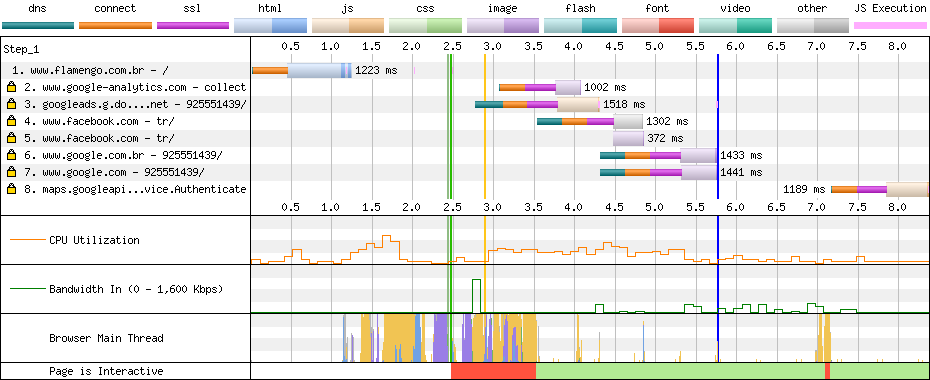 dns connect ssl html js css image flash font video other JS Execution
Step_1 0.5 1.0 1.5 2.0 2.5 3.0 3.5 4.0 4.5 5.0 5.5 6.0 6.5 7.0 7.5 8.0
1. www.flamengo.com.br - / 1223 ms
2. www.google-analytics.com - collect 1002 ms
3. googleads.g.do....net - 925551439/ 1518 ms
4. www.facebook.com - tr/ 1302 ms
5. www.facebook.com - tr/ 372 ms
6. www.google.com.br - 925551439/ 1433 ms
7. www.google.com - 925551439/ 1441 ms
8. maps.googleapi...vice.Authenticate 1189 ms
0.5 1.0 1.5 2.0 2.5 3.0 3.5 4.0 4.5 5.0 5.5 6.0 6.5 7.0 7.5 8.0
CPU Utilization
Bandwidth In (0 - 1,600 Kbps)
Browser Main Thread
Page is Interactive